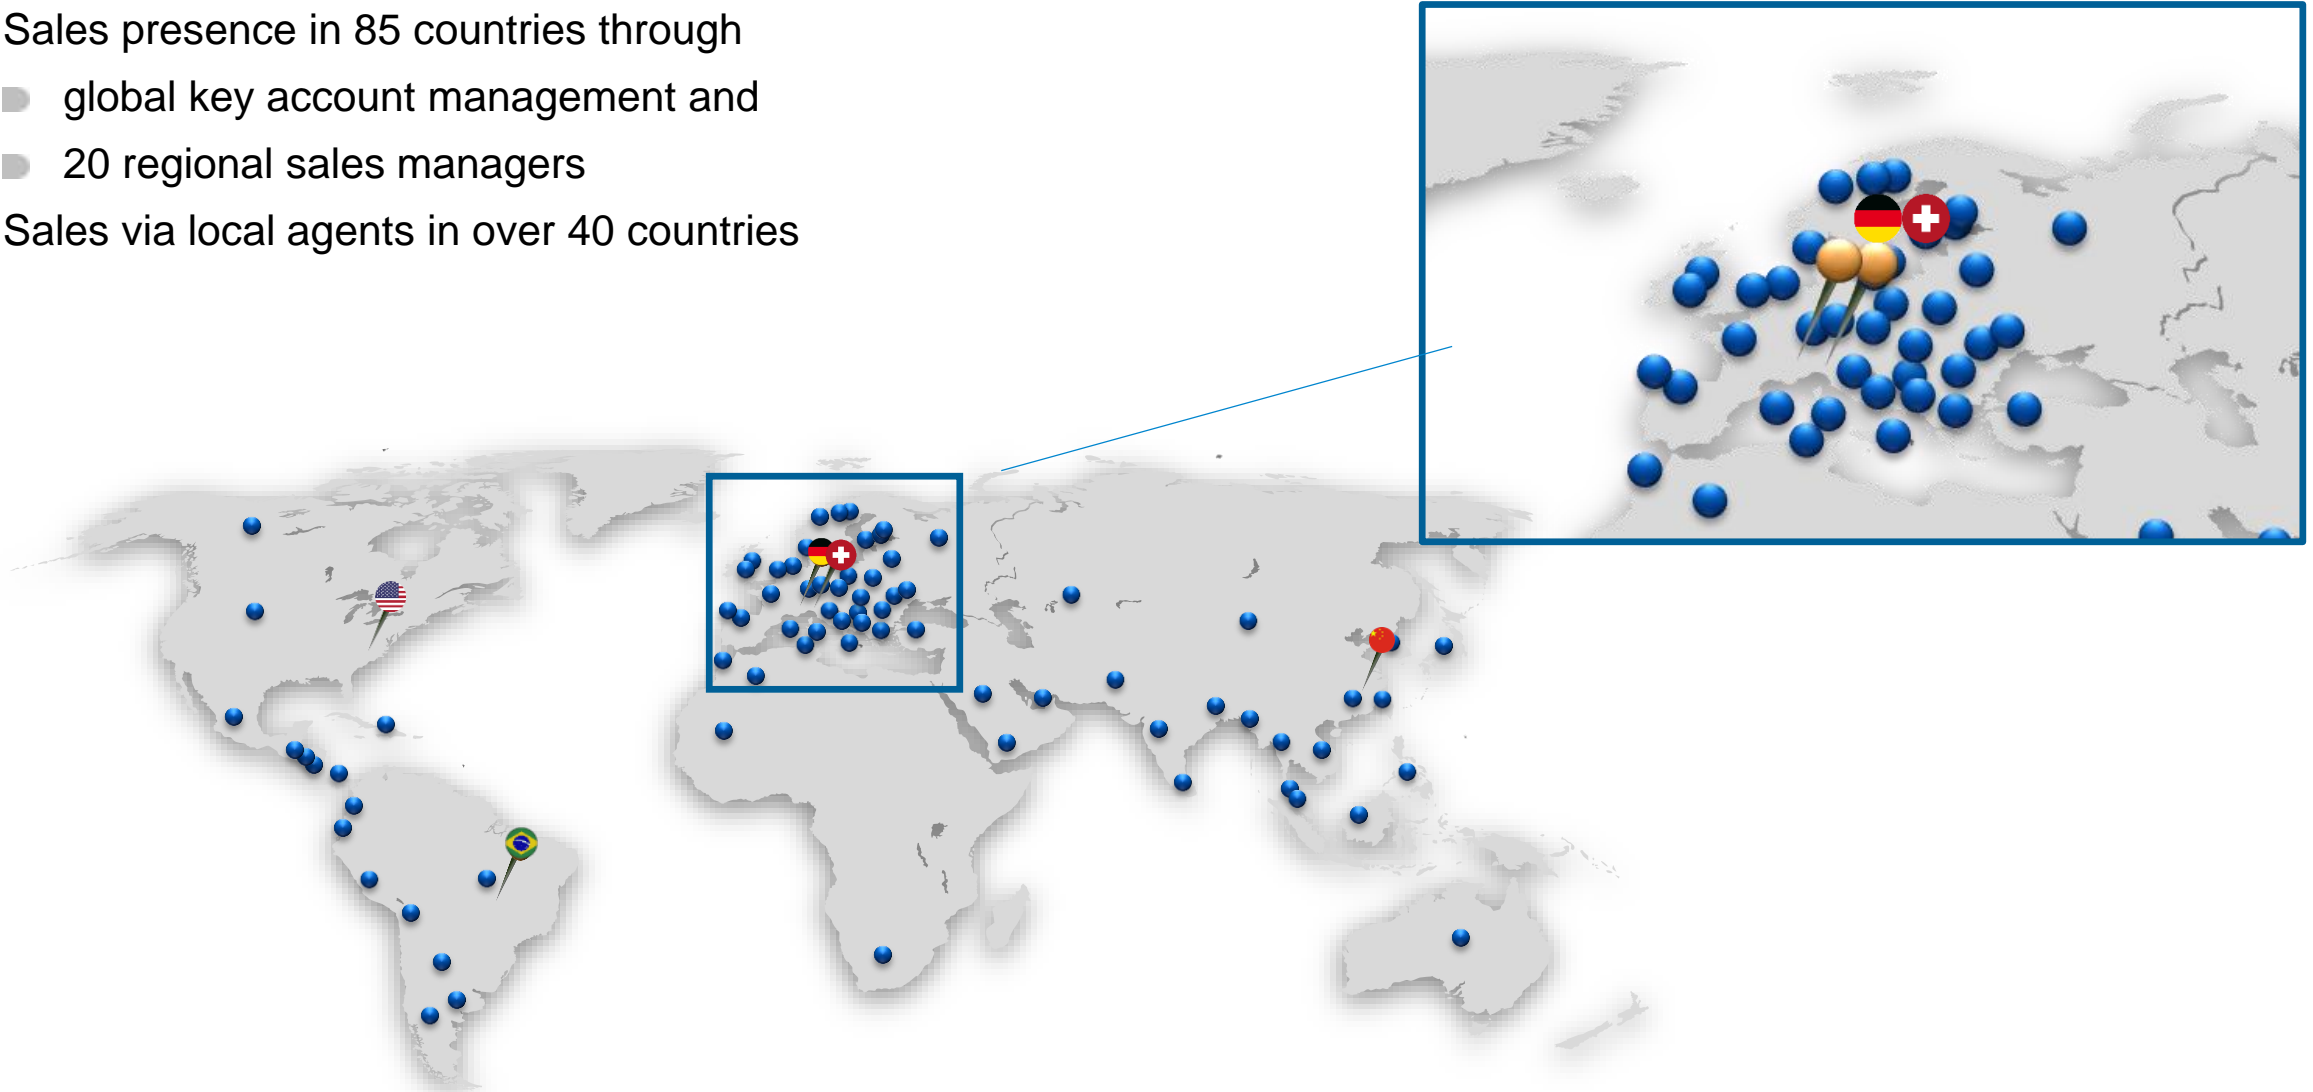 Sales presence in 85 countries through
global key account management and
20 regional sales managers
Sales via local agents in over 40 countries